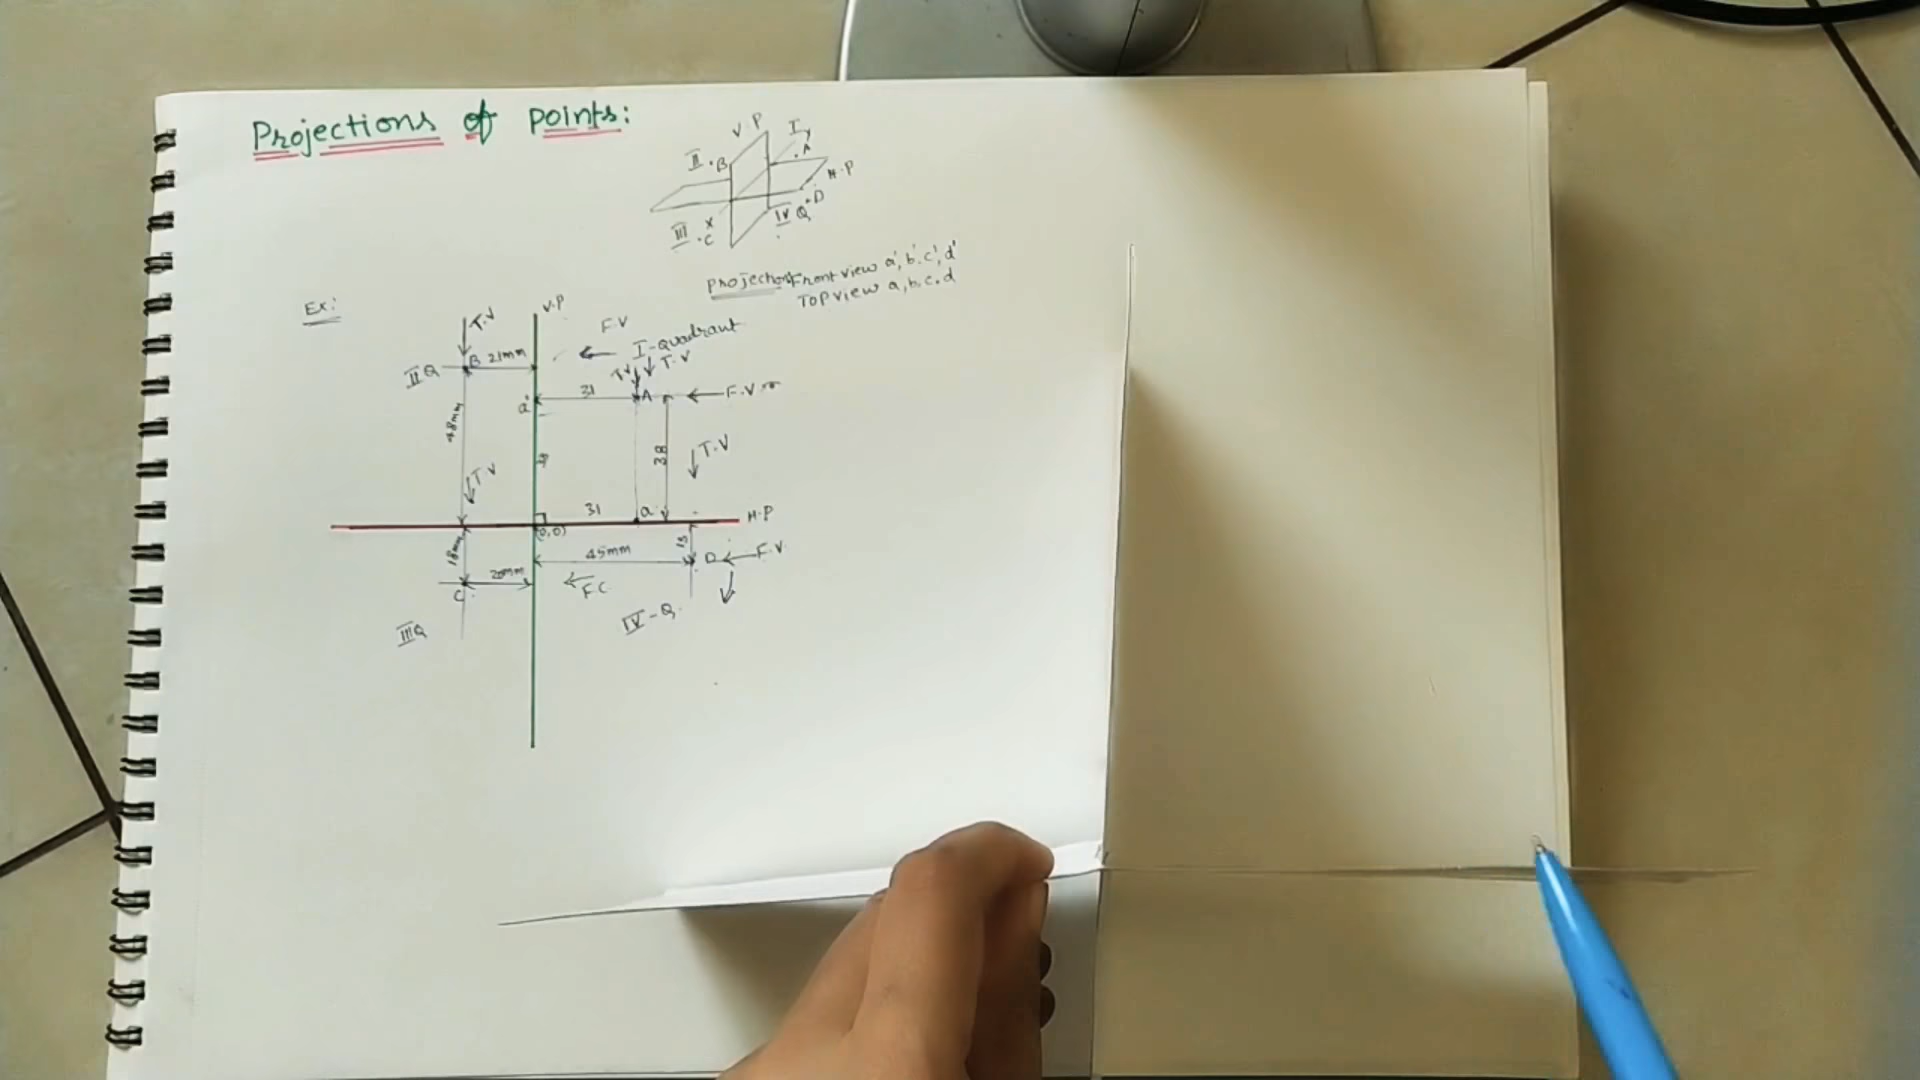 Projections of points:
V.P
I
y
II
.B
.A
H.P
.D
IV Q
X
III
.C
Projection Front view a', b', c', d'
TOP view a, b, c, d
Ex:
V.P
T.V
F.V
I-Quadrant
B 21mm
T.V
T.V
II Q
31
A
F.V
a'
48mm
38
T.V
T.V
31
a
H.P
(0,0)
18mm
45mm
D
F.V.
20mm
C
IV-Q
III Q